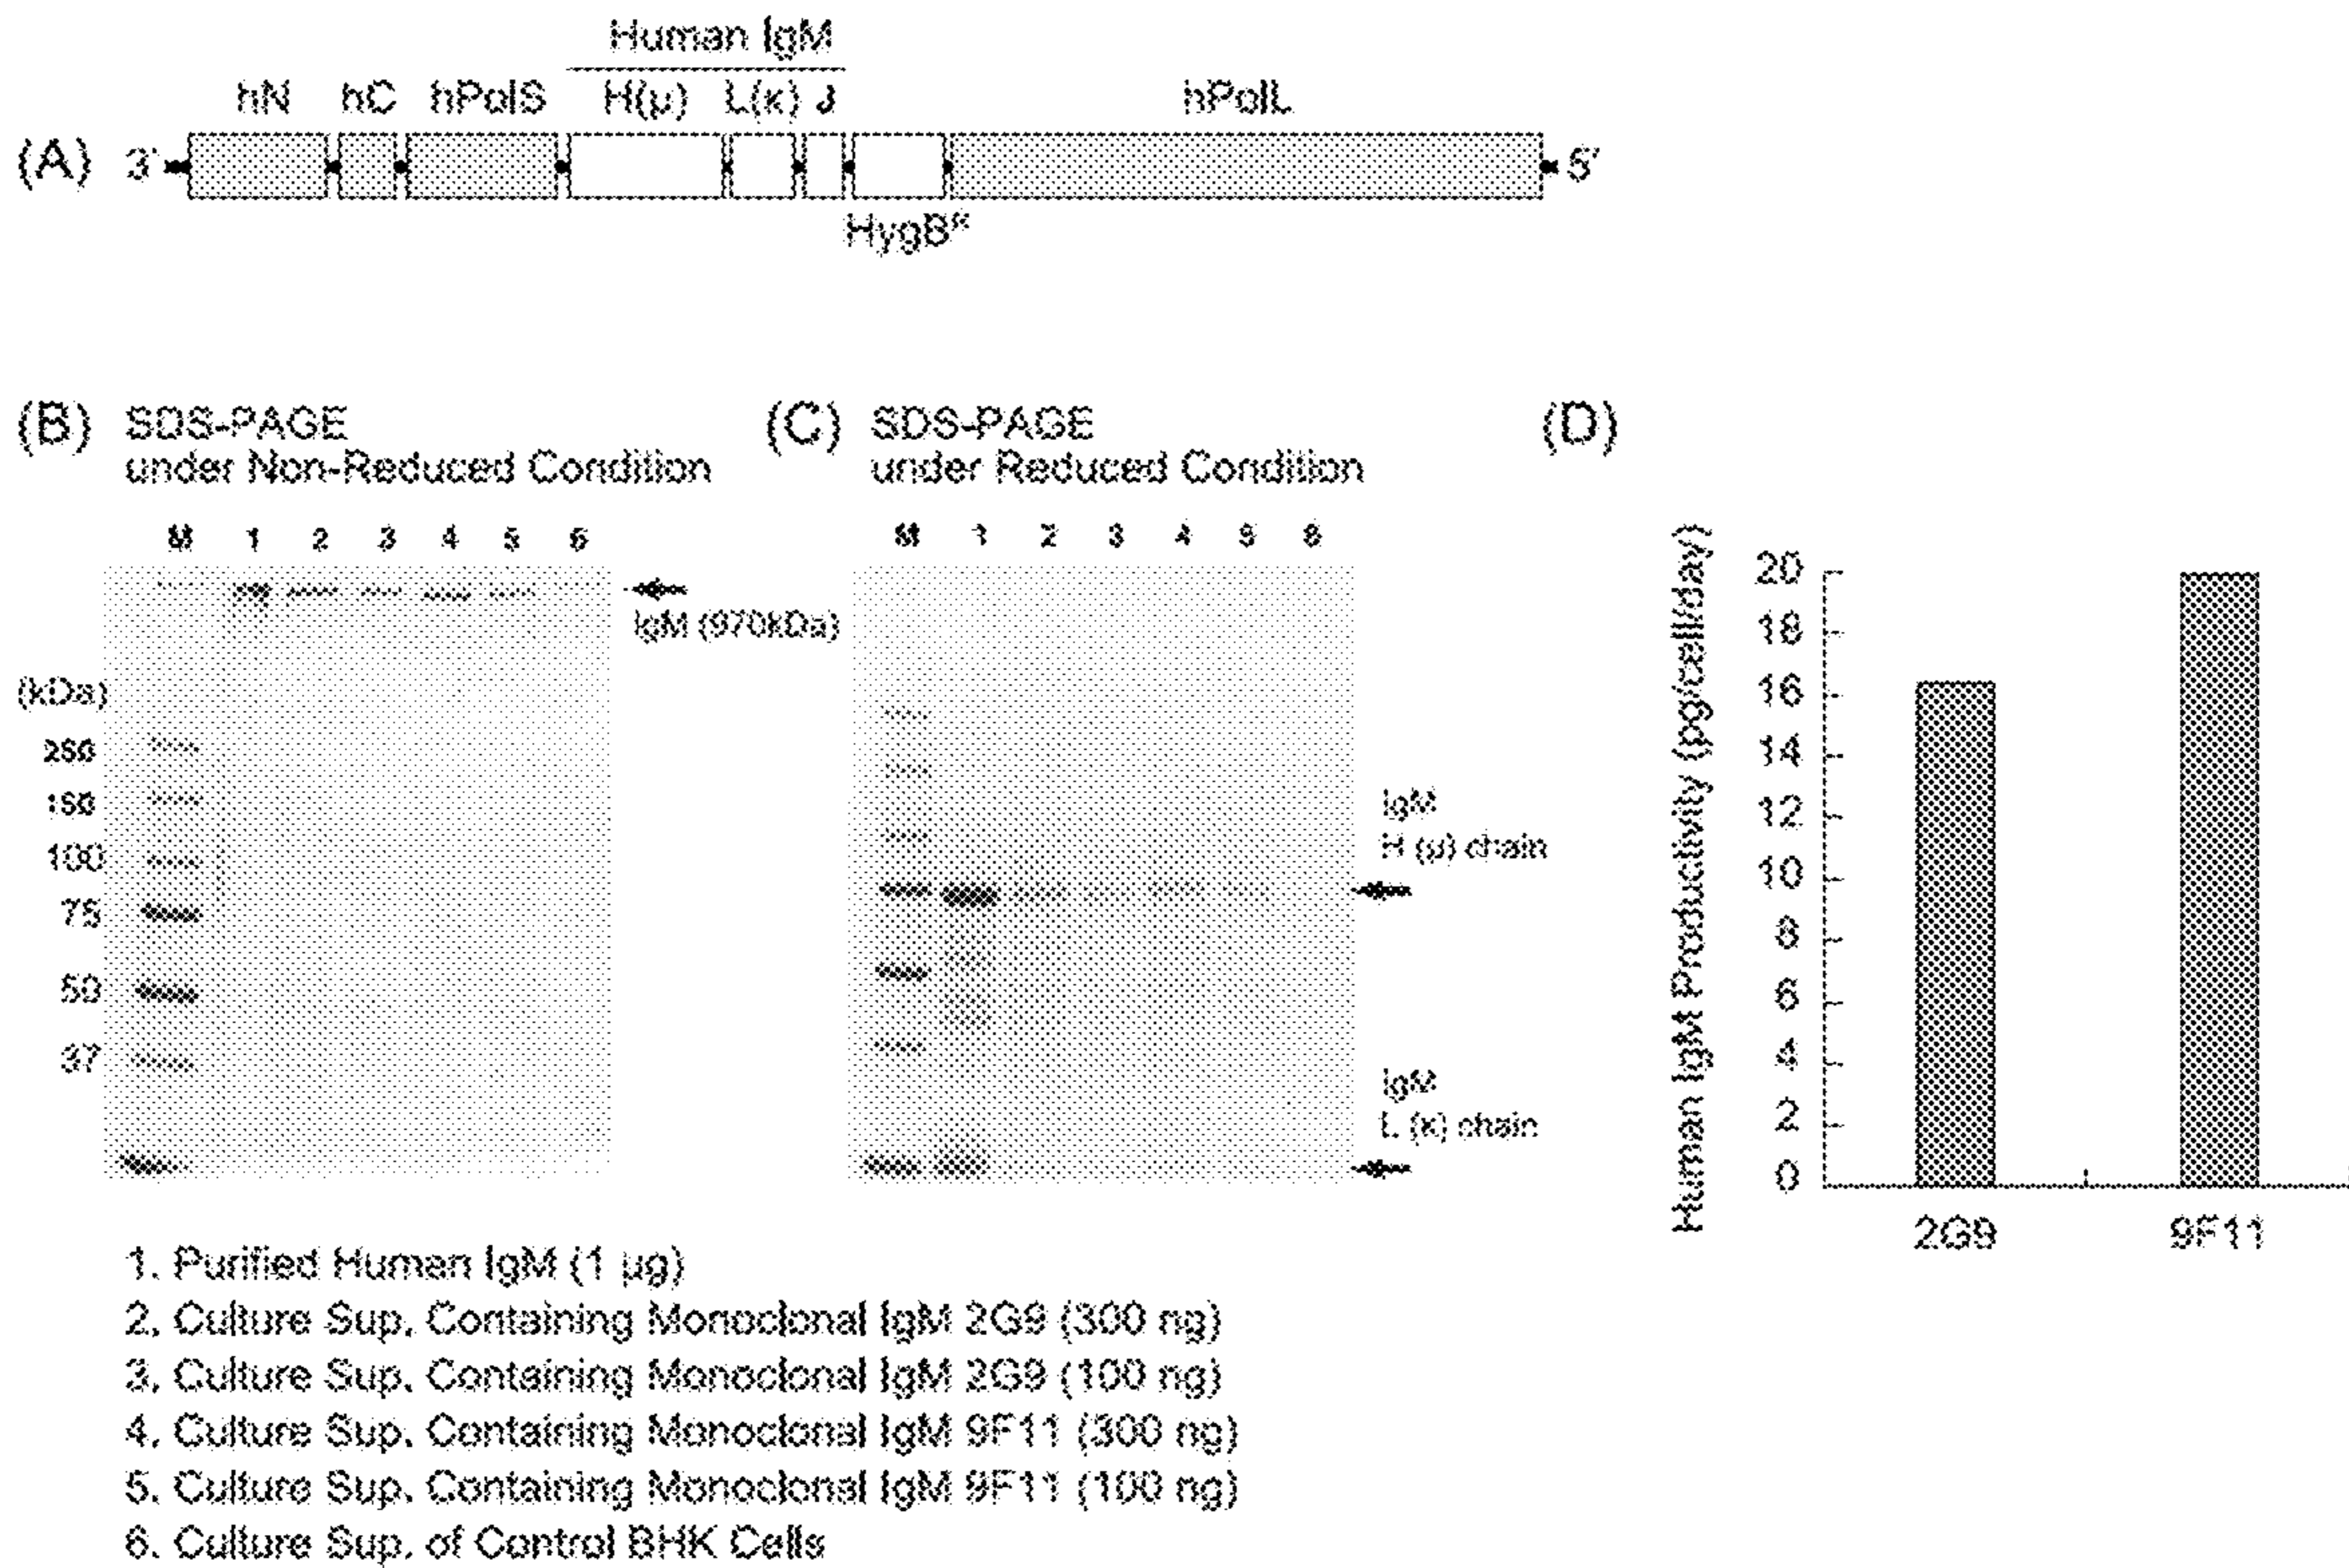 Human IgM
hN hC hPolS H(μ) L(κ) J hPolL
(A) 3' 5'
HygBᴿ
(B) SDS-PAGE
under Non-Reduced Condition
M 1 2 3 4 5 6
IgM (970kDa)
(kDa)
250
150
100
75
50
37
(C) SDS-PAGE
under Reduced Condition
M 1 2 3 4 5 6
IgM
H (μ) chain
IgM
L (κ) chain
(D)
Human IgM Productivity (pg/cell/day)
20
18
16
14
12
10
8
6
4
2
0
2G9 9F11
1. Purified Human IgM (1 μg)
2. Culture Sup. Containing Monoclonal IgM 2G9 (300 ng)
3. Culture Sup. Containing Monoclonal IgM 2G9 (100 ng)
4. Culture Sup. Containing Monoclonal IgM 9F11 (300 ng)
5. Culture Sup. Containing Monoclonal IgM 9F11 (100 ng)
6. Culture Sup. of Control BHK Cells